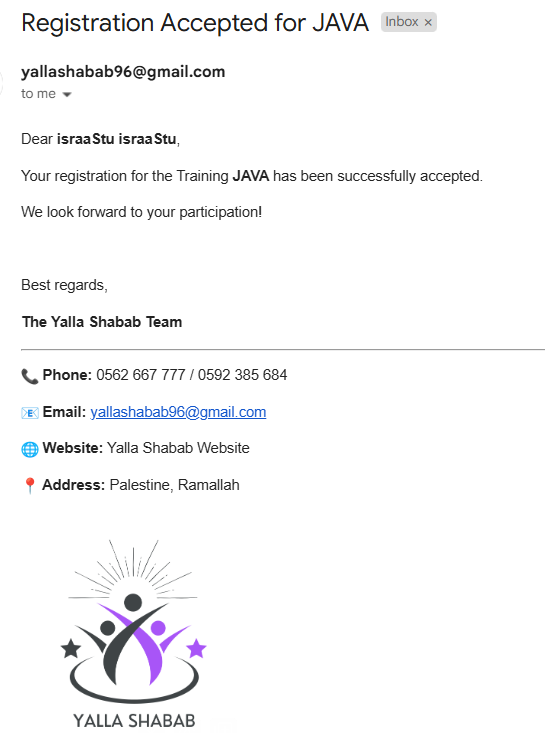 Registration Accepted for JAVA Inbox ×
yallashabab96@gmail.com
to me
Dear israaStu israaStu,
Your registration for the Training JAVA has been successfully accepted.
We look forward to your participation!
Best regards,
The Yalla Shabab Team
Phone: 0562 667 777 / 0592 385 684
Email: yallashabab96@gmail.com
Website: Yalla Shabab Website
Address: Palestine, Ramallah
YALLA SHABAB